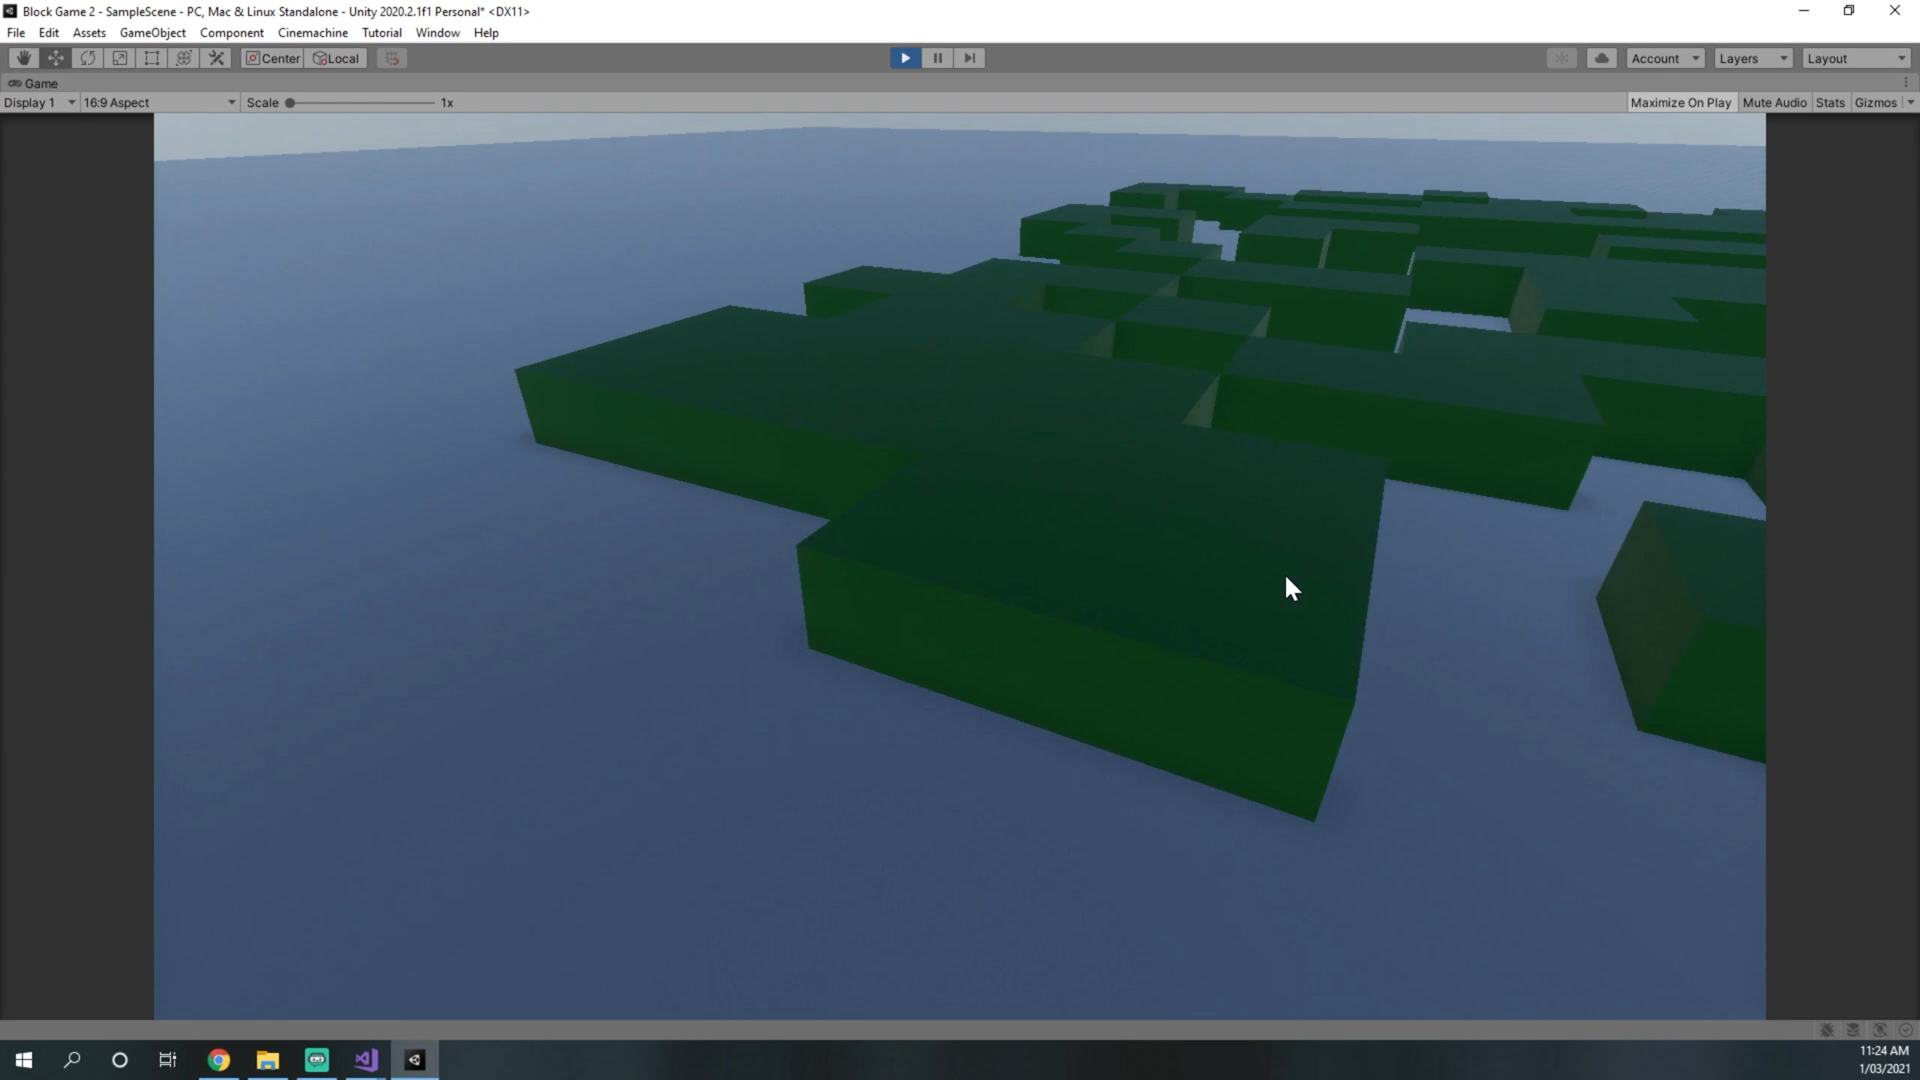 Block Game 2 - SampleScene - PC, Mac & Linux Standalone - Unity 2020.2.1f1 Personal* <DX11>
File Edit Assets GameObject Component Cinemachine Tutorial Window Help
Center Local Account Layers Layout
Game
Display 1 16:9 Aspect Scale 1x Maximize On Play Mute Audio Stats Gizmos
11:24 AM
1/03/2021